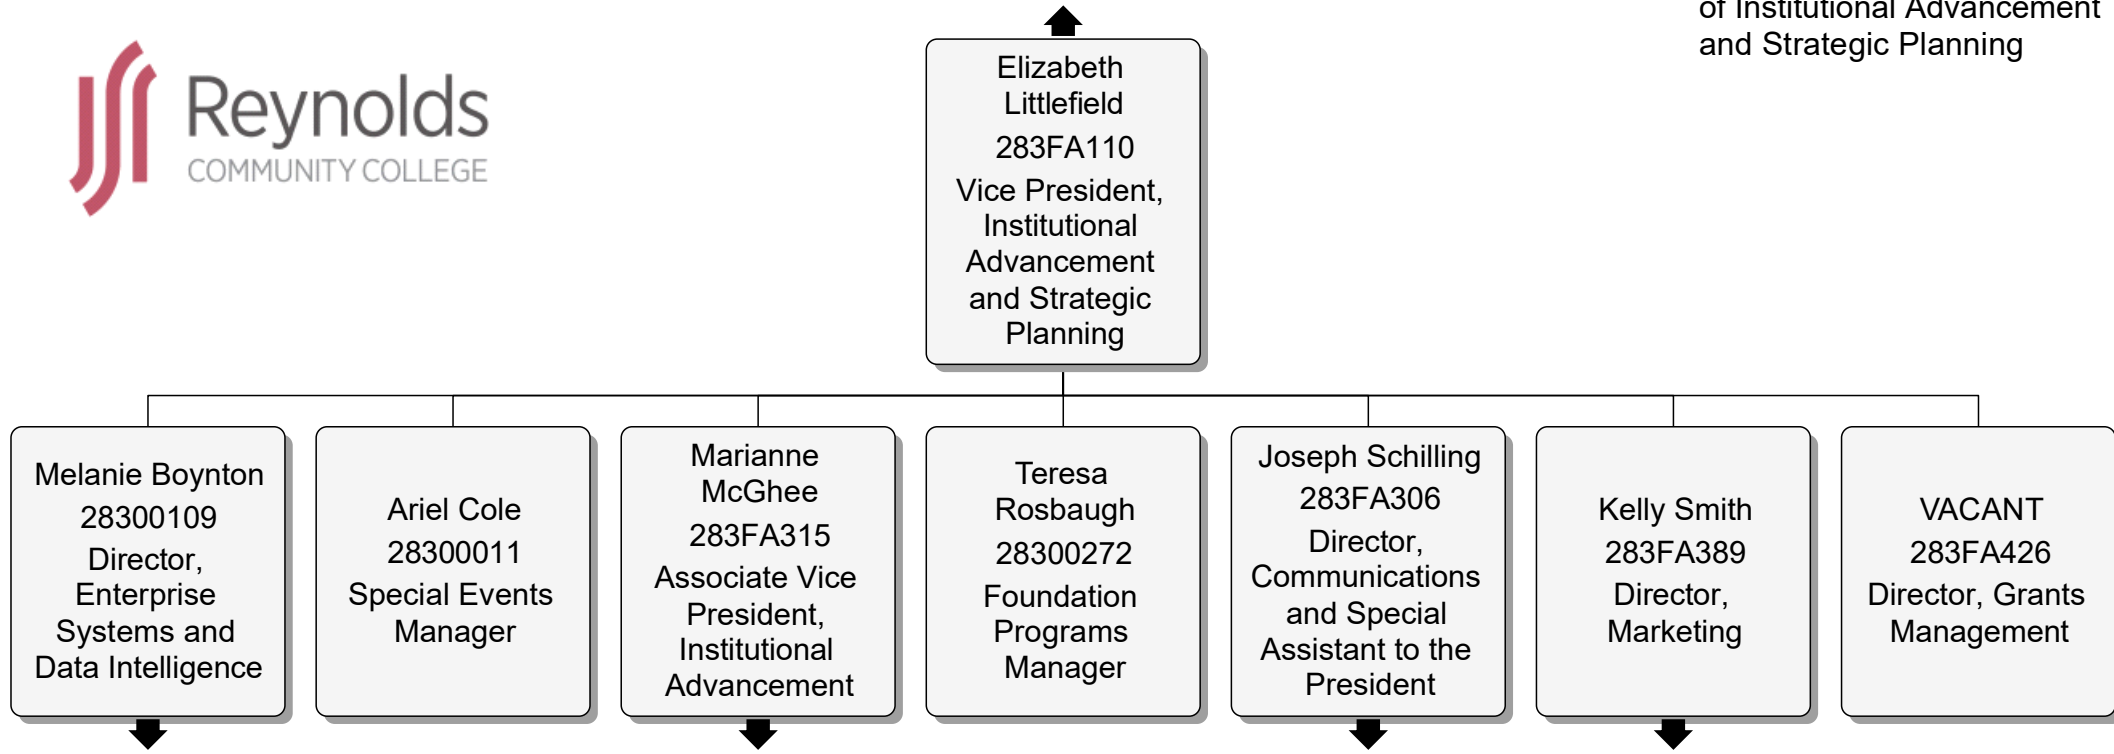 of Institutional Advancement
and Strategic Planning
Reynolds
COMMUNITY COLLEGE
Elizabeth
Littlefield
283FA110
Vice President,
Institutional
Advancement
and Strategic
Planning
Melanie Boynton
28300109
Director,
Enterprise
Systems and
Data Intelligence
Ariel Cole
28300011
Special Events
Manager
Marianne
McGhee
283FA315
Associate Vice
President,
Institutional
Advancement
Teresa
Rosbaugh
28300272
Foundation
Programs
Manager
Joseph Schilling
283FA306
Director,
Communications
and Special
Assistant to the
President
Kelly Smith
283FA389
Director,
Marketing
VACANT
283FA426
Director, Grants
Management